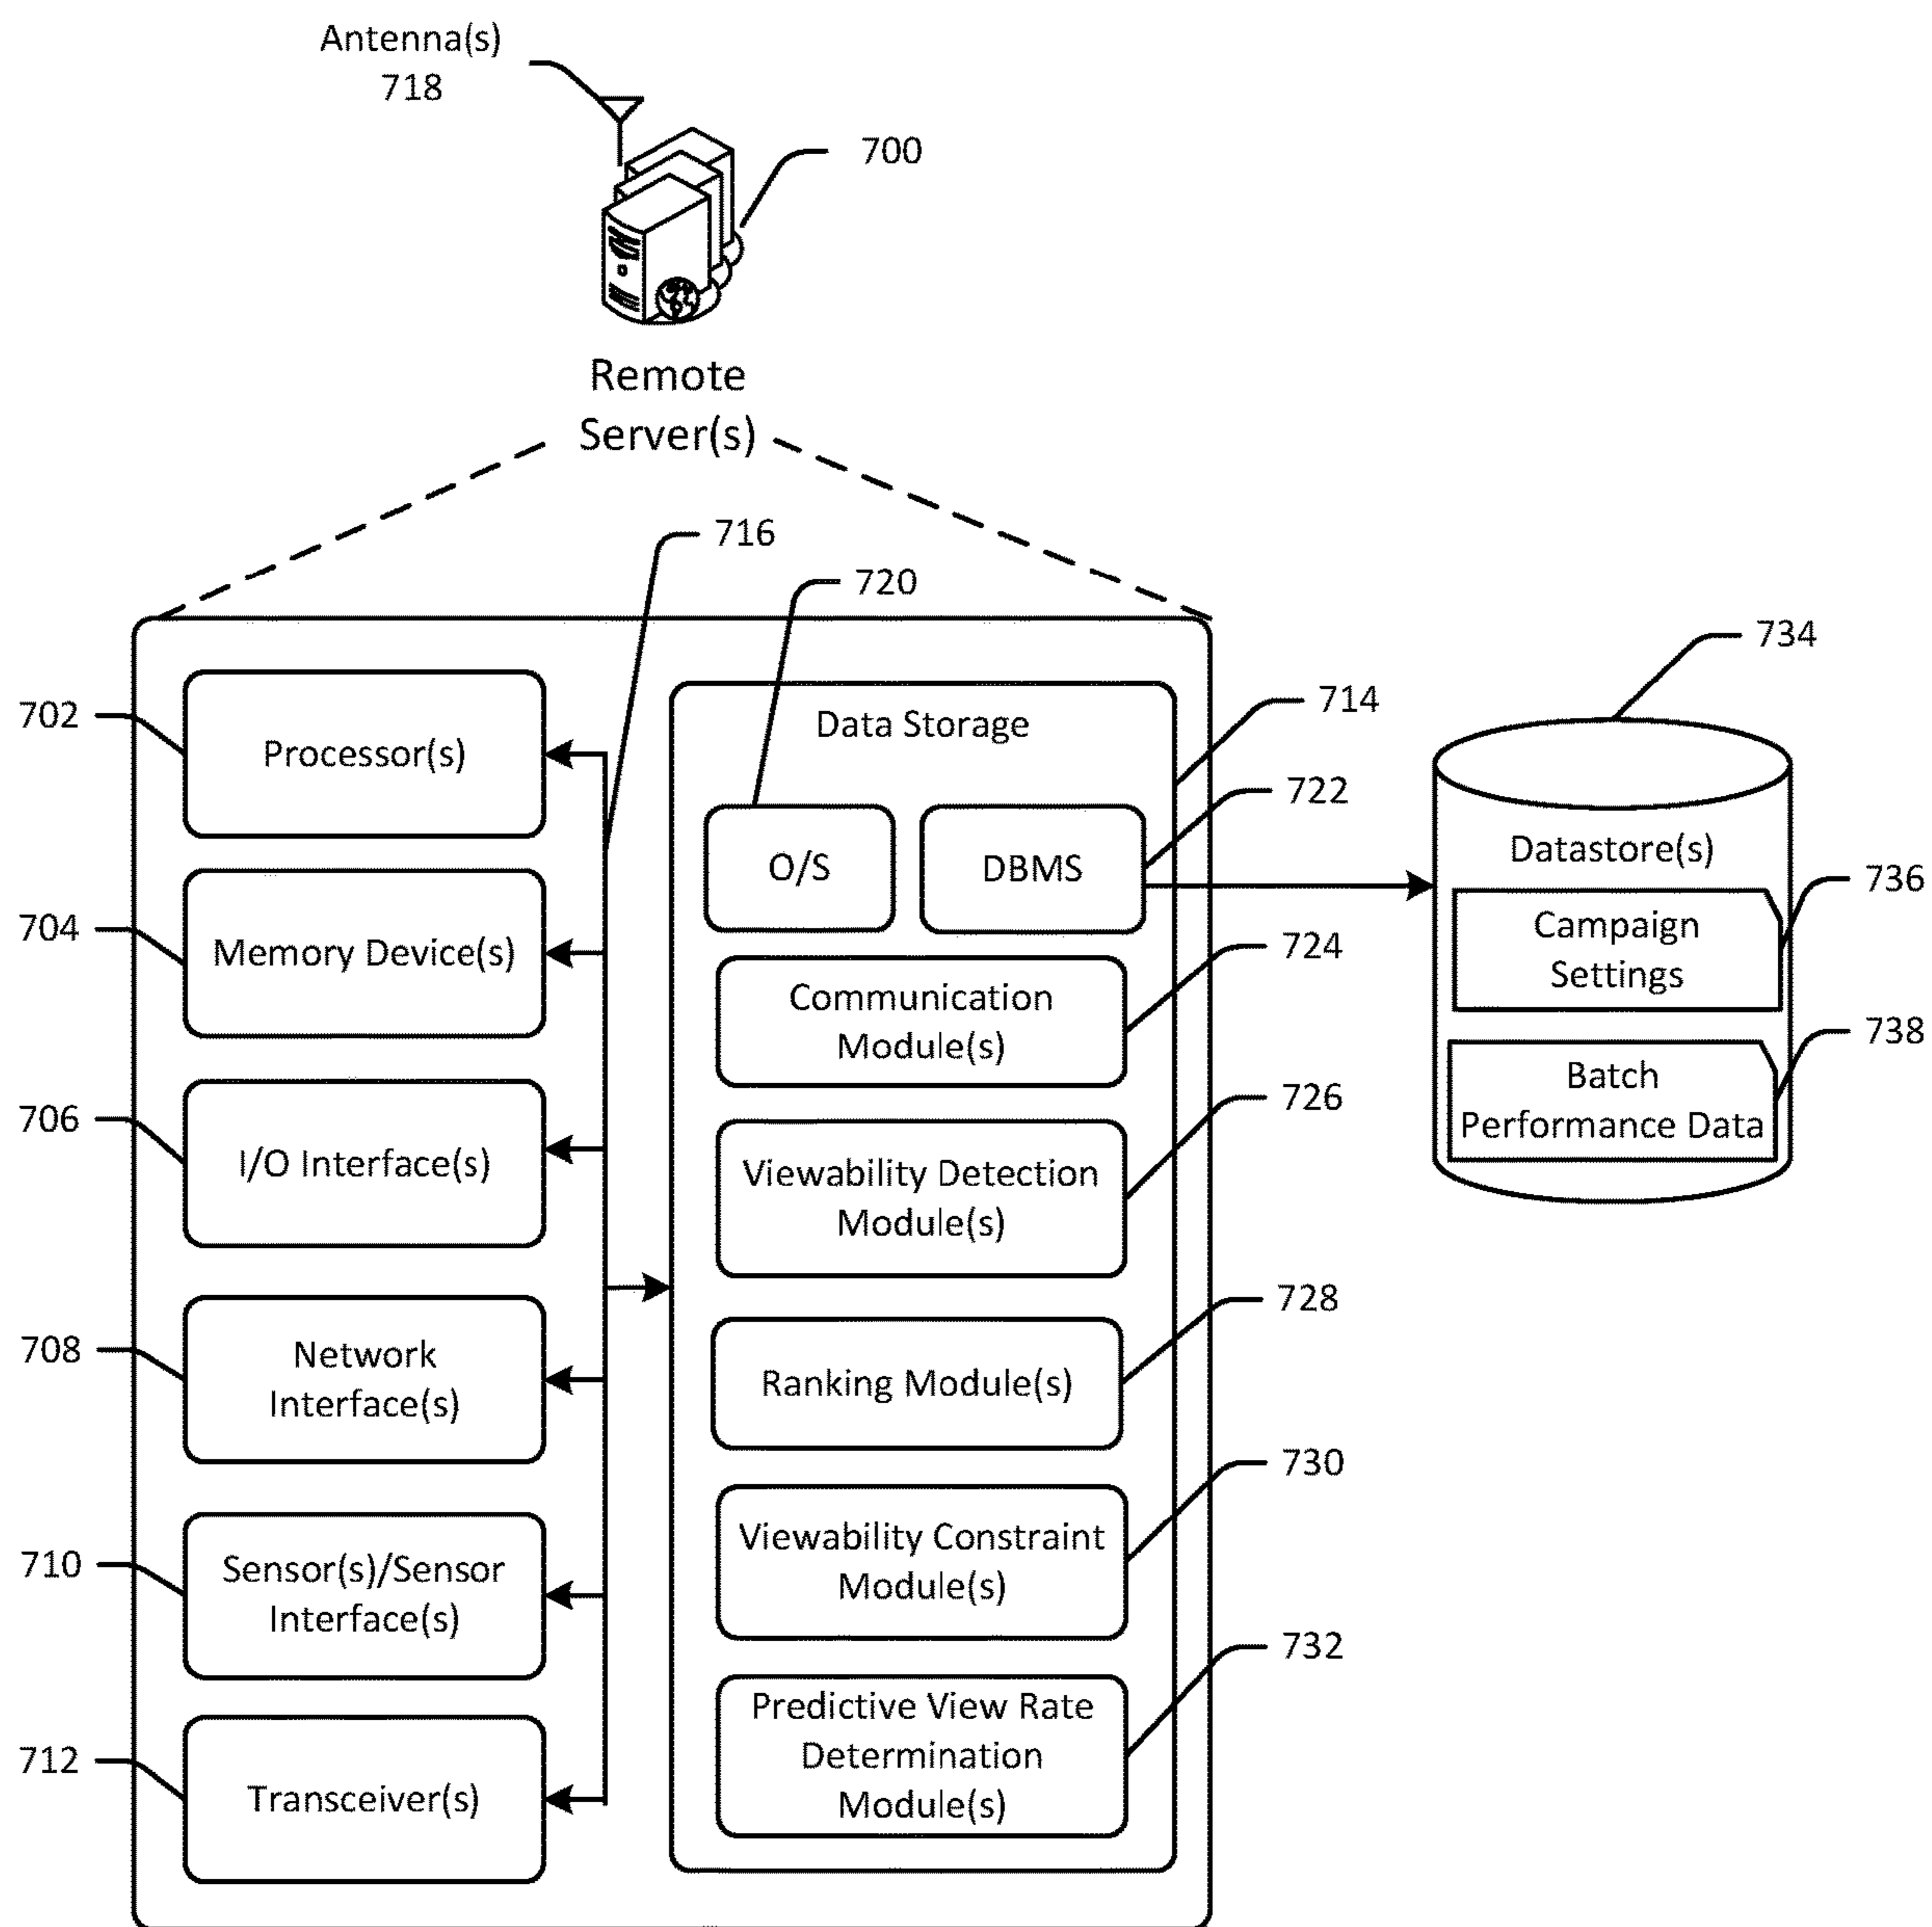 Antenna(s)
718
700
Remote
Server(s)
716
720
734
702
Processor(s)
Data Storage
714
722
O/S
DBMS
Datastore(s)
736
Campaign
Settings
704
Memory Device(s)
724
Communication
Module(s)
738
Batch
Performance Data
706
I/O Interface(s)
726
Viewability Detection
Module(s)
708
Network
Interface(s)
728
Ranking Module(s)
730
Viewability Constraint
Module(s)
710
Sensor(s)/Sensor
Interface(s)
732
Predictive View Rate
Determination
Module(s)
712
Transceiver(s)